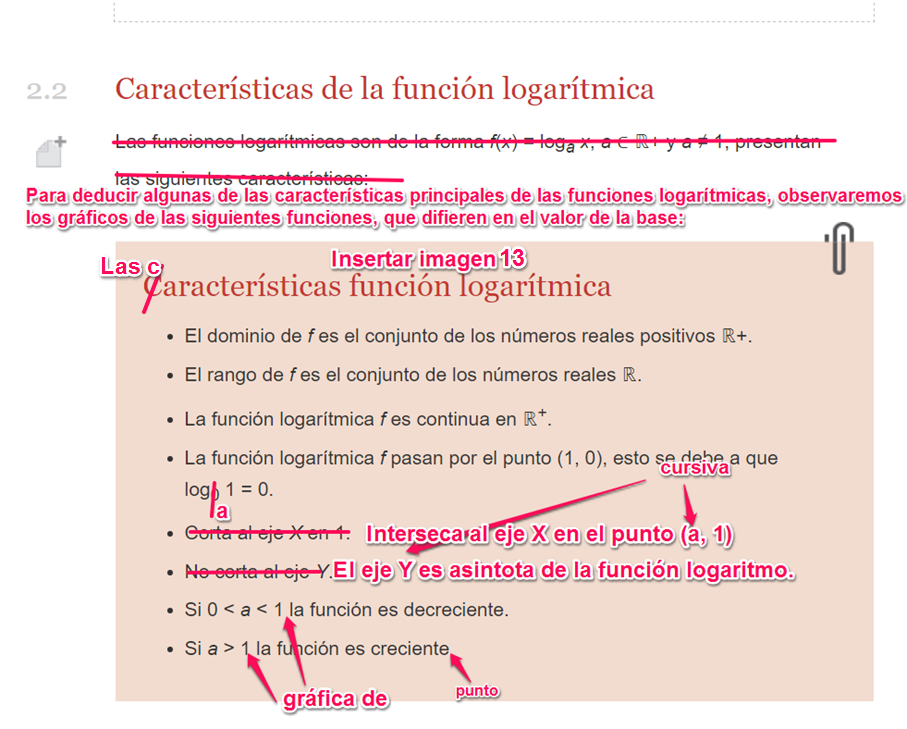 2.2 Características de la función logarítmica
Las funciones logarítmicas son de la forma f(x) = logₐ x, a ∈ ℝ+ y a ≠ 1, presentan
las siguientes características:
Para deducir algunas de las características principales de las funciones logarítmicas, observaremos
los gráficos de las siguientes funciones, que difieren en el valor de la base:
Insertar imagen 13
Las c
Características función logarítmica
• El dominio de f es el conjunto de los números reales positivos ℝ+.
• El rango de f es el conjunto de los números reales ℝ.
• La función logarítmica f es continua en ℝ⁺.
• La función logarítmica f pasan por el punto (1, 0), esto se debe a que
cursiva
log₀ 1 = 0.
a
• Corta al eje X en 1. Interseca al eje X en el punto (a, 1)
• No corta al eje Y. El eje Y es asintota de la función logaritmo.
• Si 0 < a < 1 la función es decreciente.
• Si a > 1 la función es creciente
gráfica de punto